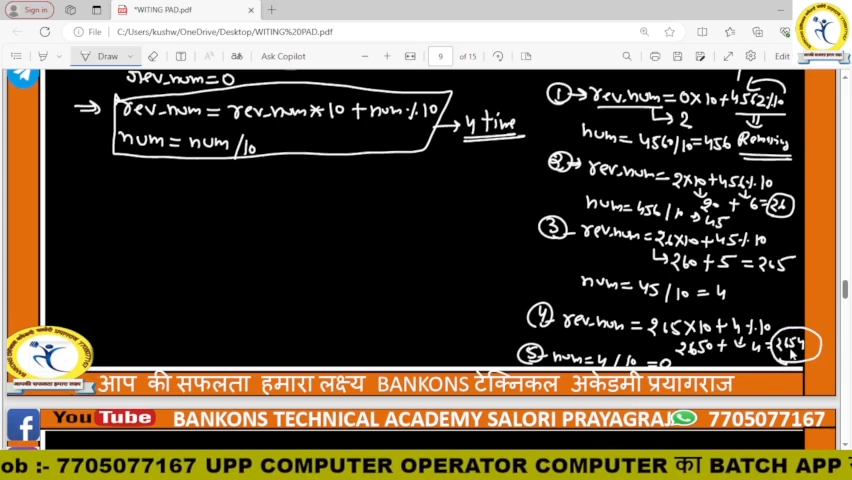 Sign in
*WITING PAD.pdf
File C:/Users/kushw/OneDrive/Desktop/WITING%20PAD.pdf
Draw Ask Copilot 9 of 15 Edit
rev_num=0
⇒ rev_num = rev_num*10 + num%10
num = num/10 → 4 time
① → rev_num = 0×10+4562%10
→ 2
num = 4560/10 = 456 Removing
② → rev_num = 2×10+456%10
20 + 6 = 26
num = 456/10 → 45
③ rev_num = 26×10+45%10
→ 260 + 5 = 265
num = 45/10 = 4
④ rev_num = 265×10+4%10
2650 + 4 = 2654
⑤ num = 4/10 = 0
आप की सफलता हमारा लक्ष्य BANKONS टेक्निकल अकेडमी प्रयागराज
YouTube BANKONS TECHNICAL ACADEMY SALORI PRAYAGRAJ 7705077167
ob :- 7705077167 UPP COMPUTER OPERATOR COMPUTER का BATCH APP